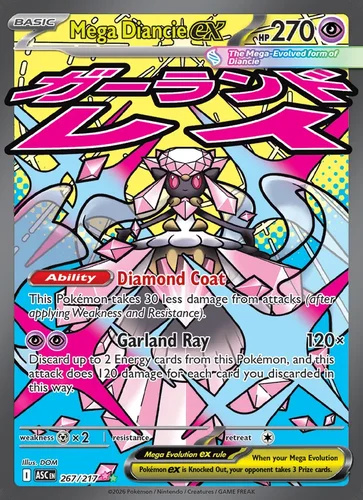 BASIC
Mega Diancie ex
HP 270
The Mega-Evolved form of
Diancie
ガーランド
レイ
Ability Diamond Coat
This Pokémon takes 30 less damage from attacks (after
applying Weakness and Resistance).
Garland Ray 120×
Discard up to 2 Energy cards from this Pokémon, and this
attack does 120 damage for each card you discarded in
this way.
weakness ×2 resistance retreat
Illus. DOM
I ASC EN 267/217
Mega Evolution ex rule
When your Mega Evolution
Pokémon ex is Knocked Out, your opponent takes 3 Prize cards.
©2026 Pokémon / Nintendo / Creatures / GAME FREAK